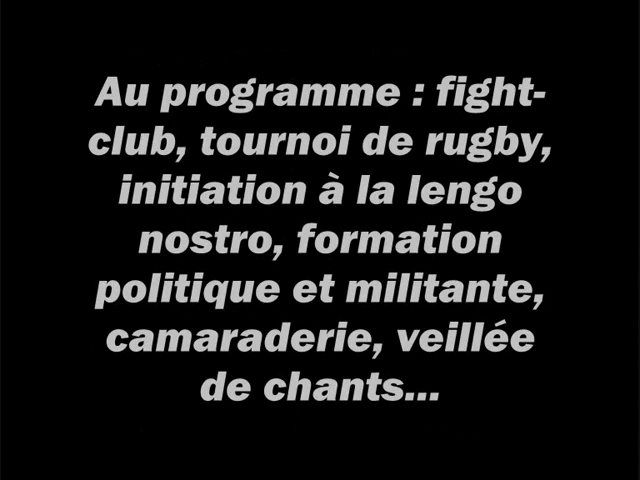 Au programme : fight-
club, tournoi de rugby,
initiation à la lengo
nostro, formation
politique et militante,
camaraderie, veillée
de chants...